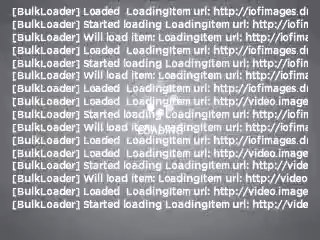 [BulkLoader] Loaded LoadingItem url: http://iofimages.di
[BulkLoader] Started loading LoadingItem url: http://iofin
[BulkLoader] Will load item: LoadingItem url: http://iofima
[BulkLoader] Loaded LoadingItem url: http://iofimages.di
[BulkLoader] Started loading LoadingItem url: http://iofin
[BulkLoader] Will load item: LoadingItem url: http://iofima
[BulkLoader] Loaded LoadingItem url: http://iofimages.di
[BulkLoader] Loaded LoadingItem url: http://video.image
[BulkLoader] Started loading LoadingItem url: http://iofin
[BulkLoader] Will load item: LoadingItem url: http://iofima
LOADING
[BulkLoader] Loaded LoadingItem url: http://iofimages.di
[BulkLoader] Loaded LoadingItem url: http://video.image
[BulkLoader] Started loading LoadingItem url: http://vide
[BulkLoader] Will load item: LoadingItem url: http://video
[BulkLoader] Loaded LoadingItem url: http://video.image
[BulkLoader] Started loading LoadingItem url: http://vide